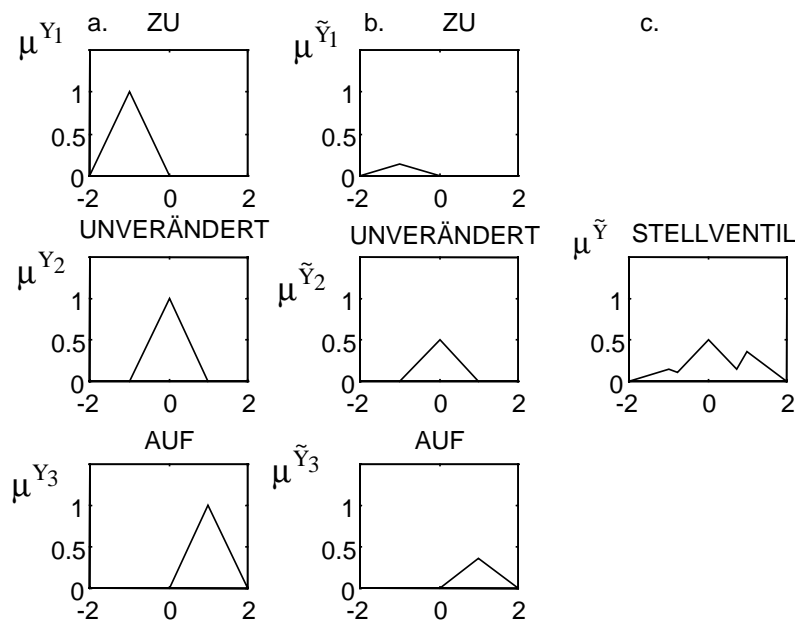 a. ZU
μ^Y1
1
0.5
0
-2 0 2
b. ZU
μ^Ỹ1
1
0.5
0
-2 0 2
c.
UNVERÄNDERT
μ^Y2
1
0.5
0
-2 0 2
UNVERÄNDERT
μ^Ỹ2
1
0.5
0
-2 0 2
STELLVENTIL
μ^Ỹ
1
0.5
0
-2 0 2
AUF
μ^Y3
1
0.5
0
-2 0 2
AUF
μ^Ỹ3
1
0.5
0
-2 0 2